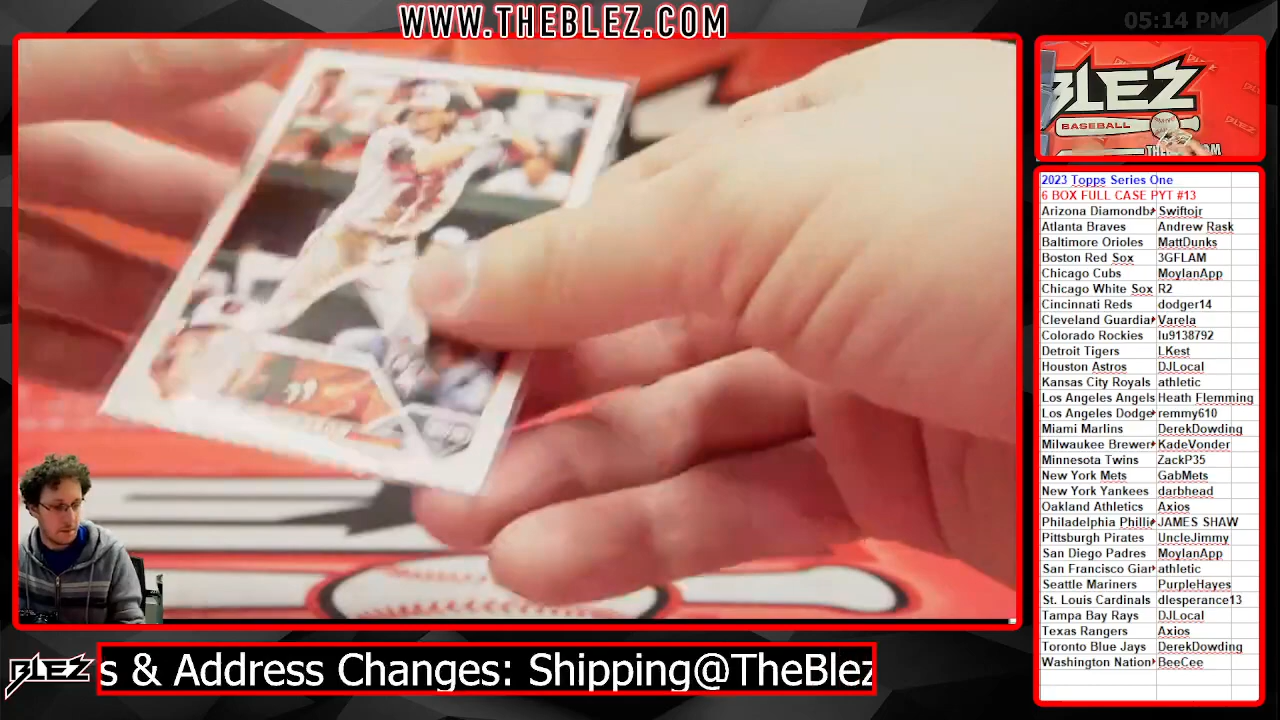 WWW.THEBLEZ.COM
05:14 PM
BLEZ
BASEBALL
2023 Topps Series One
6 BOX FULL CASE PYT #13
Arizona Diamondba Swiftojr
Atlanta Braves Andrew Rask
Baltimore Orioles MattDunks
Boston Red Sox 3GFLAM
Chicago Cubs MoylanApp
Chicago White Sox R2
Cincinnati Reds dodger14
Cleveland Guardia Varela
Colorado Rockies lu9138792
Detroit Tigers LKest
Houston Astros DJLocal
Kansas City Royals athletic
Los Angeles Angels Heath Flemming
Los Angeles Dodge remmy610
Miami Marlins DerekDowding
Milwaukee Brewer KadeVonder
Minnesota Twins ZackP35
New York Mets GabMets
New York Yankees darbhead
Oakland Athletics Axios
Philadelphia Philli JAMES SHAW
Pittsburgh Pirates UncleJimmy
San Diego Padres MoylanApp
San Francisco Gian athletic
Seattle Mariners PurpleHayes
St. Louis Cardinals dlesperance13
Tampa Bay Rays DJLocal
Texas Rangers Axios
Toronto Blue Jays DerekDowding
Washington Nation BeeCee
BLEZ
s & Address Changes: Shipping@TheBlez